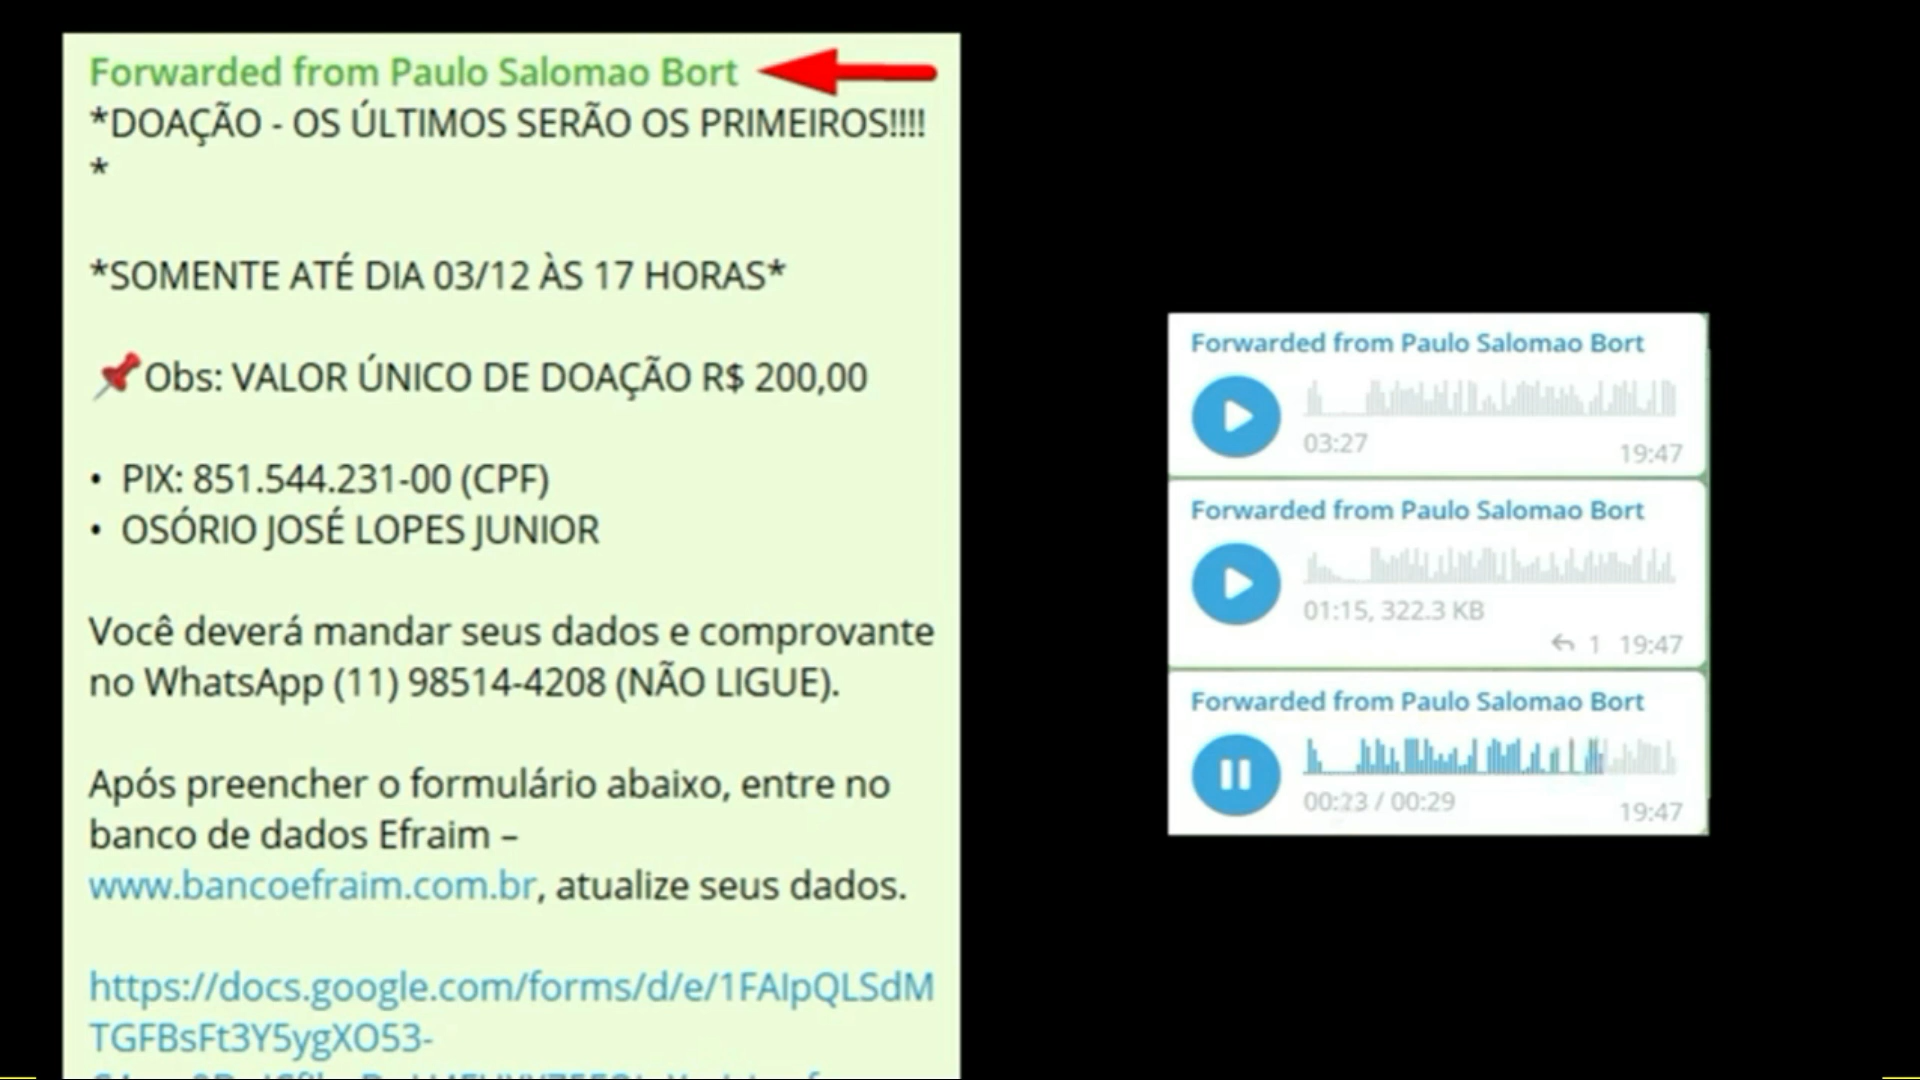 Forwarded from Paulo Salomao Bort
*DOAÇÃO - OS ÚLTIMOS SERÃO OS PRIMEIROS!!!!
*
*SOMENTE ATÉ DIA 03/12 ÀS 17 HORAS*
📌Obs: VALOR ÚNICO DE DOAÇÃO R$ 200,00
• PIX: 851.544.231-00 (CPF)
• OSÓRIO JOSÉ LOPES JUNIOR
Você deverá mandar seus dados e comprovante
no WhatsApp (11) 98514-4208 (NÃO LIGUE).
Após preencher o formulário abaixo, entre no
banco de dados Efraim –
www.bancoefraim.com.br, atualize seus dados.
https://docs.google.com/forms/d/e/1FAIpQLSdM
TGFBsFt3Y5ygXO53-
Forwarded from Paulo Salomao Bort
03:27
19:47
Forwarded from Paulo Salomao Bort
01:15, 322.3 KB
1 19:47
Forwarded from Paulo Salomao Bort
00:23 / 00:29
19:47